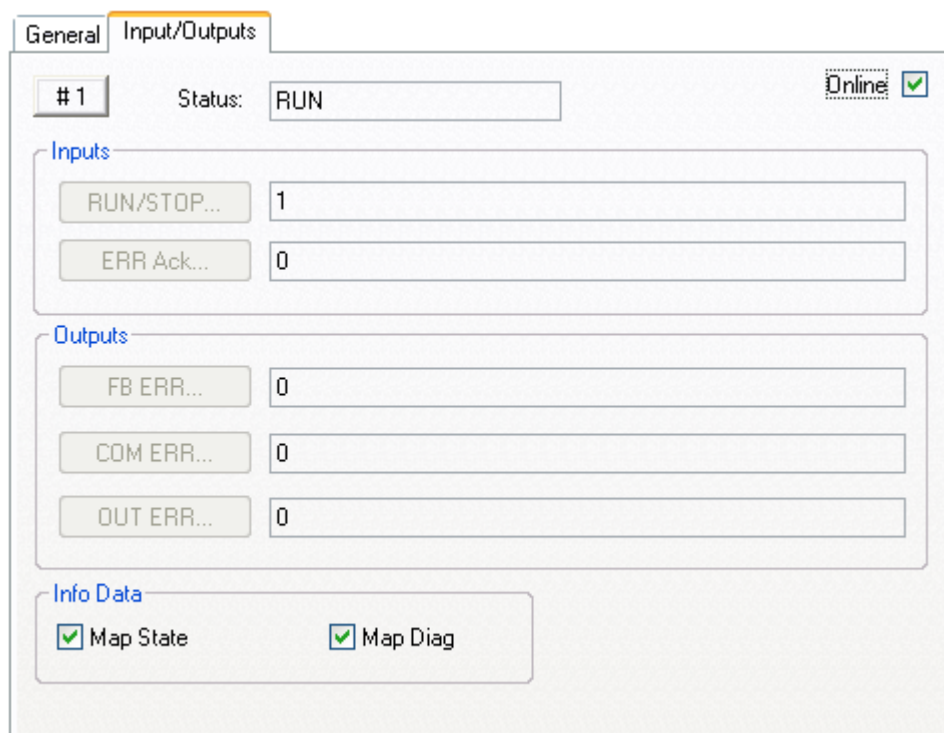 General Input/Outputs
#1 Status: RUN Online
Inputs
RUN/STOP... 1
ERR Ack... 0
Outputs
FB ERR... 0
COM ERR... 0
OUT ERR... 0
Info Data
Map State Map Diag